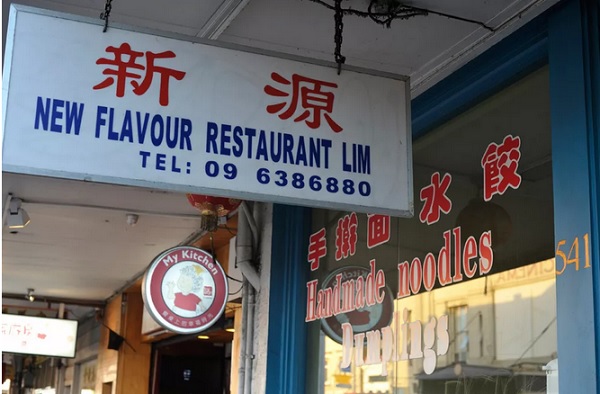 新 源
NEW FLAVOUR RESTAURANT LIM
TEL: 09 6386880
手擀面 水餃
Handmade noodles
Dumplings
541
My Kitchen